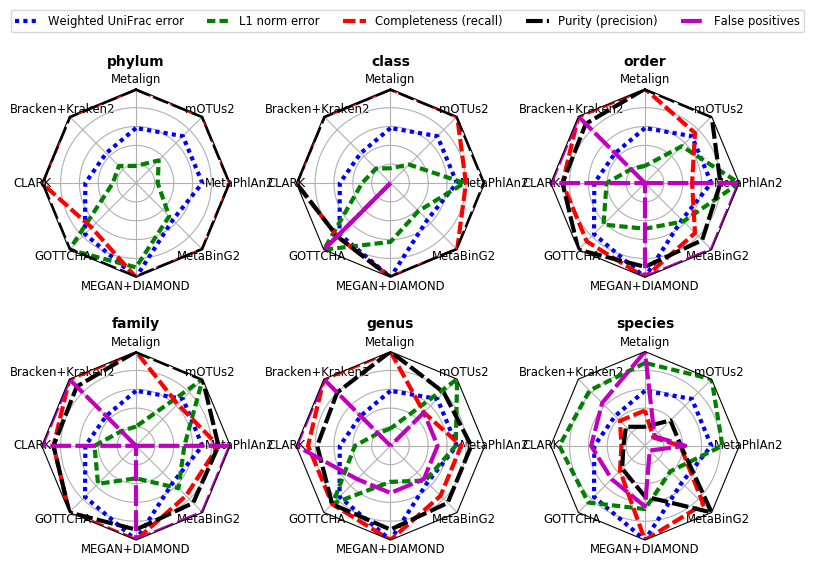 Weighted UniFrac error L1 norm error Completeness (recall) Purity (precision) False positives
phylum class order
Metalign Metalign Metalign
Bracken+Kraken2 mOTUs2 Bracken+Kraken2 mOTUs2 Bracken+Kraken2 mOTUs2
CLARK MetaPhlAn2 CLARK MetaPhlAn2 CLARK MetaPhlAn2
GOTTCHA MetaBinG2 GOTTCHA MetaBinG2 GOTTCHA MetaBinG2
MEGAN+DIAMOND MEGAN+DIAMOND MEGAN+DIAMOND
family genus species
Metalign Metalign Metalign
Bracken+Kraken2 mOTUs2 Bracken+Kraken2 mOTUs2 Bracken+Kraken2 mOTUs2
CLARK MetaPhlAn2 CLARK MetaPhlAn2 CLARK MetaPhlAn2
GOTTCHA MetaBinG2 GOTTCHA MetaBinG2 GOTTCHA MetaBinG2
MEGAN+DIAMOND MEGAN+DIAMOND MEGAN+DIAMOND